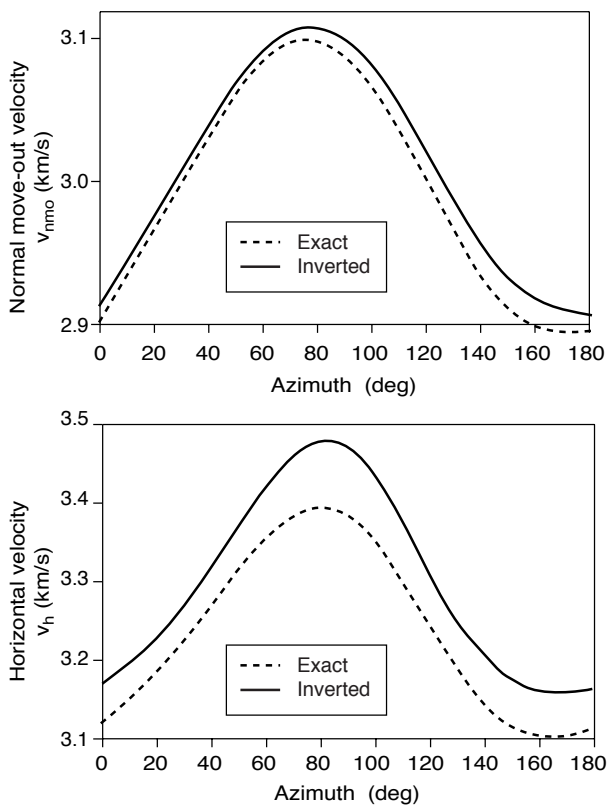 Normal move-out velocity
v_nmo (km/s)
3.1
3.0
2.9
Exact
Inverted
0 20 40 60 80 100 120 140 160 180
Azimuth (deg)
Horizontal velocity
v_h (km/s)
3.5
3.4
3.3
3.2
3.1
Exact
Inverted
0 20 40 60 80 100 120 140 160 180
Azimuth (deg)